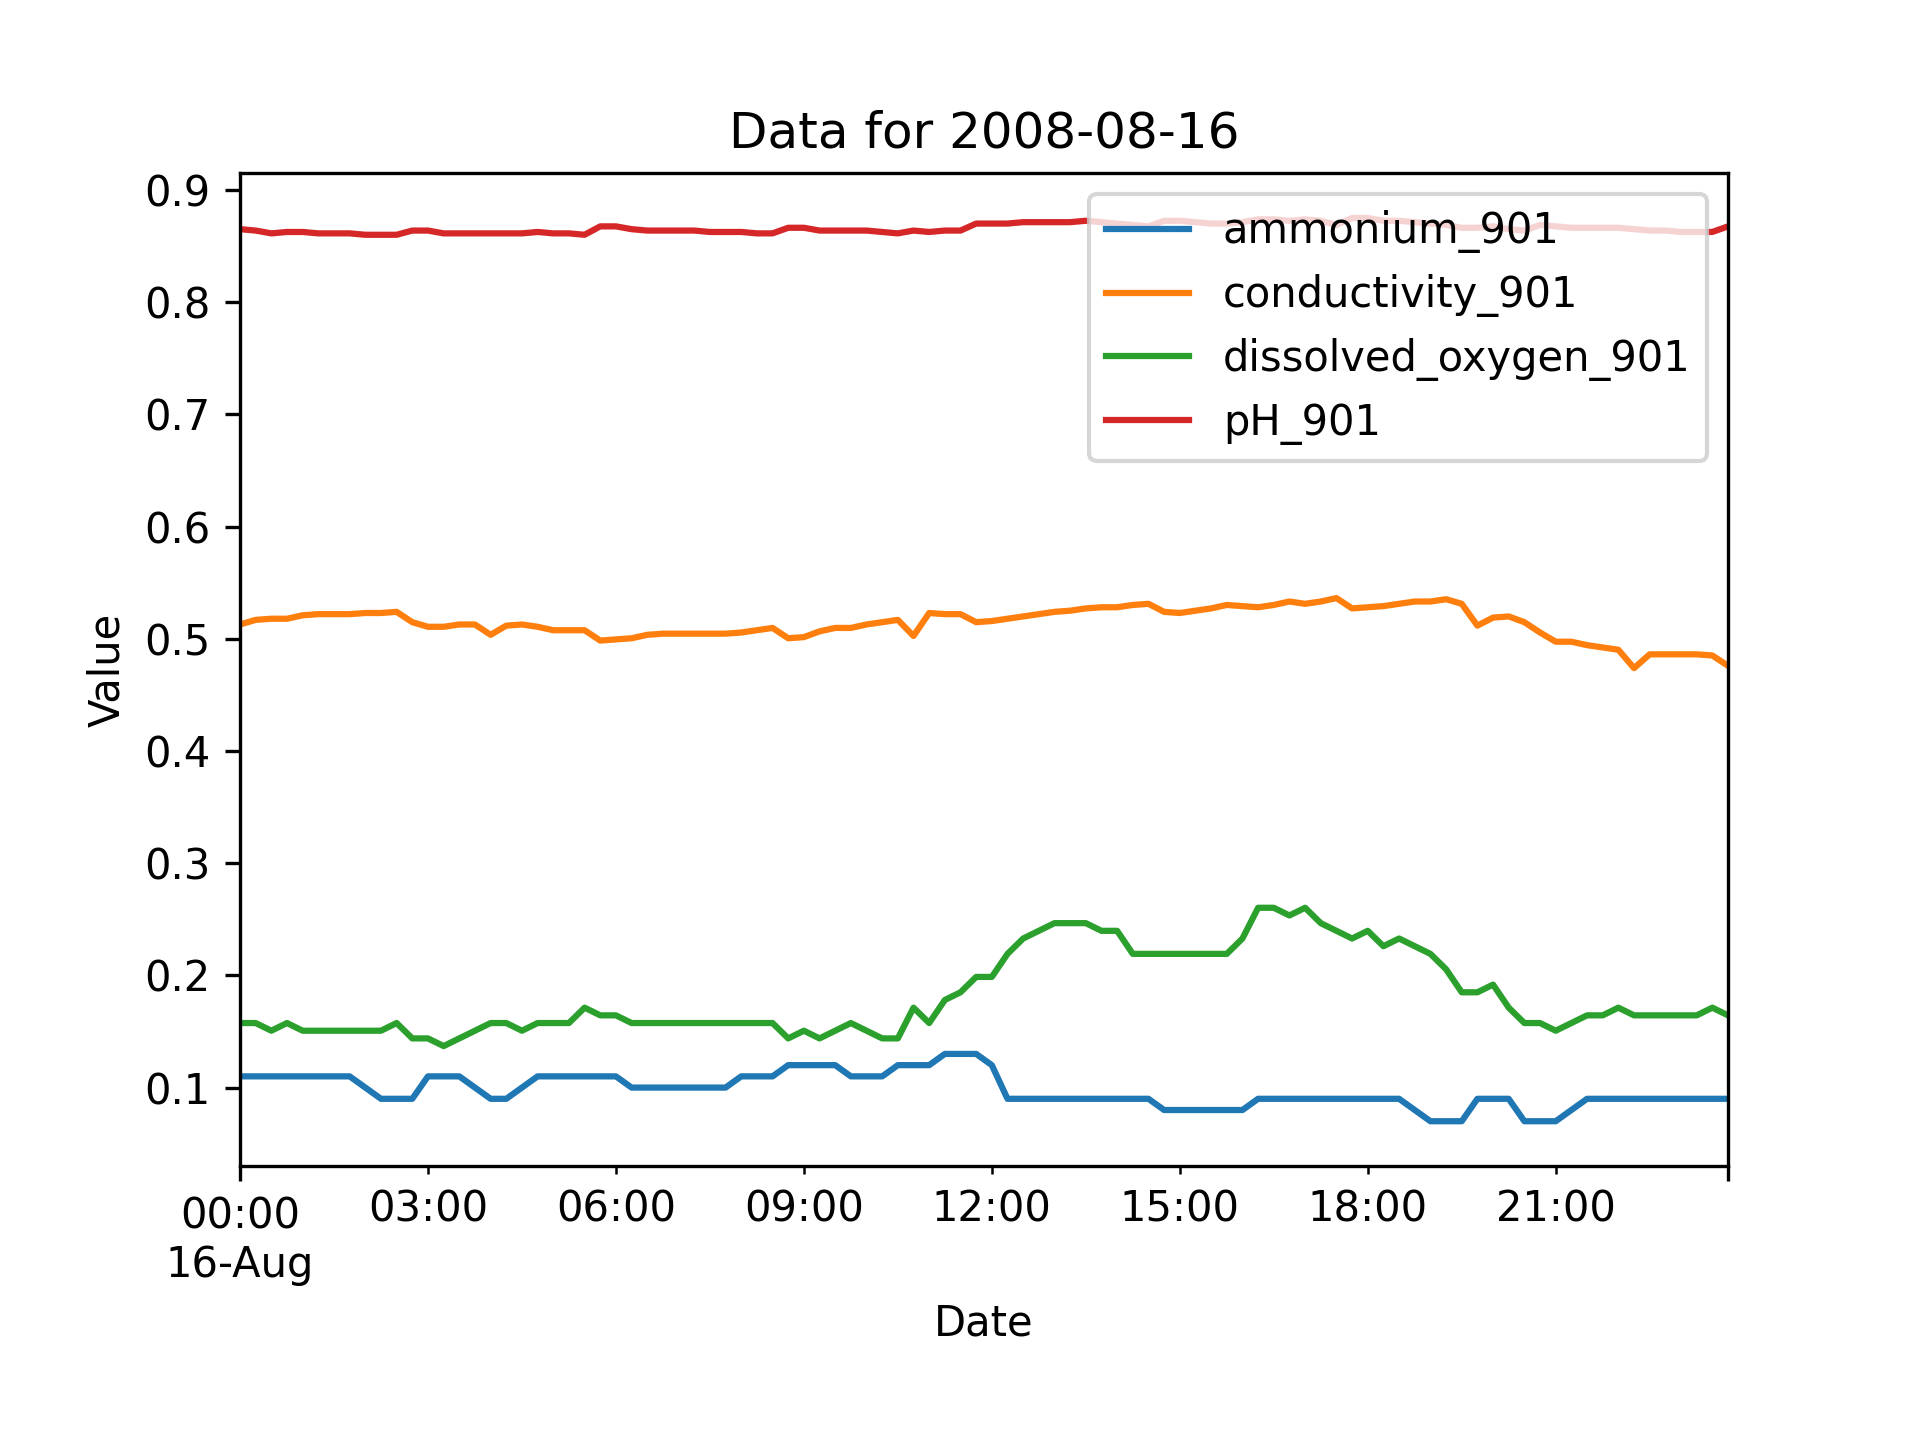 Data for 2008-08-16
0.9
0.8
0.7
0.6
0.5
0.4
0.3
0.2
0.1
Value
ammonium_901
conductivity_901
dissolved_oxygen_901
pH_901
00:00 03:00 06:00 09:00 12:00 15:00 18:00 21:00
16-Aug
Date